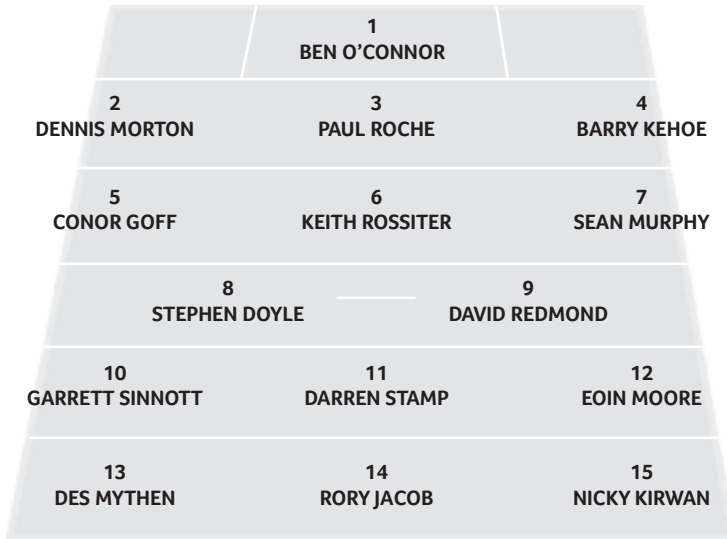 1
BEN O’CONNOR
2 3 4
DENNIS MORTON PAUL ROCHE BARRY KEHOE
5 6 7
CONOR GOFF KEITH ROSSITER SEAN MURPHY
8 9
STEPHEN DOYLE DAVID REDMOND
10 11 12
GARRETT SINNOTT DARREN STAMP EOIN MOORE
13 14 15
DES MYTHEN RORY JACOB NICKY KIRWAN